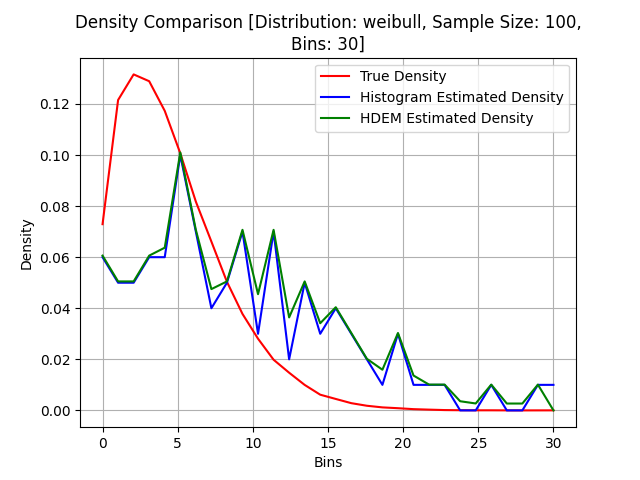 Density Comparison [Distribution: weibull, Sample Size: 100,
Bins: 30]
True Density
Histogram Estimated Density
HDEM Estimated Density
Density
0.12
0.10
0.08
0.06
0.04
0.02
0.00
0 5 10 15 20 25 30
Bins